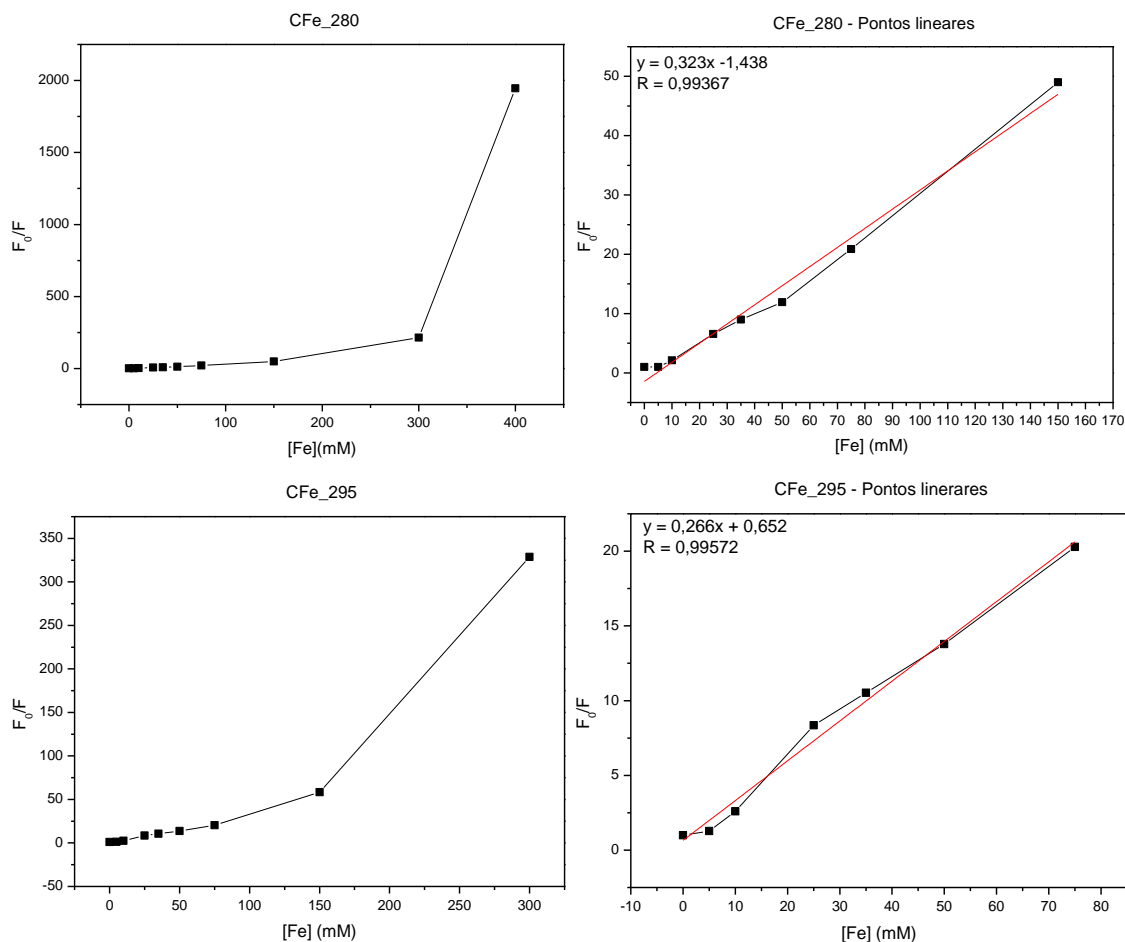 CFe_280
2000
1500
1000
500
0
F0/F
0 100 200 300 400
[Fe](mM)
CFe_280 - Pontos lineares
y = 0,323x -1,438
R = 0,99367
50
40
30
20
10
0
F0/F
0 10 20 30 40 50 60 70 80 90 100 110 120 130 140 150 160 170
[Fe] (mM)
CFe_295
350
300
250
200
150
100
50
0
-50
F0/F
0 50 100 150 200 250 300
[Fe] (mM)
CFe_295 - Pontos linerares
y = 0,266x + 0,652
R = 0,99572
20
15
10
5
0
F0/F
-10 0 10 20 30 40 50 60 70 80
[Fe] (mM)